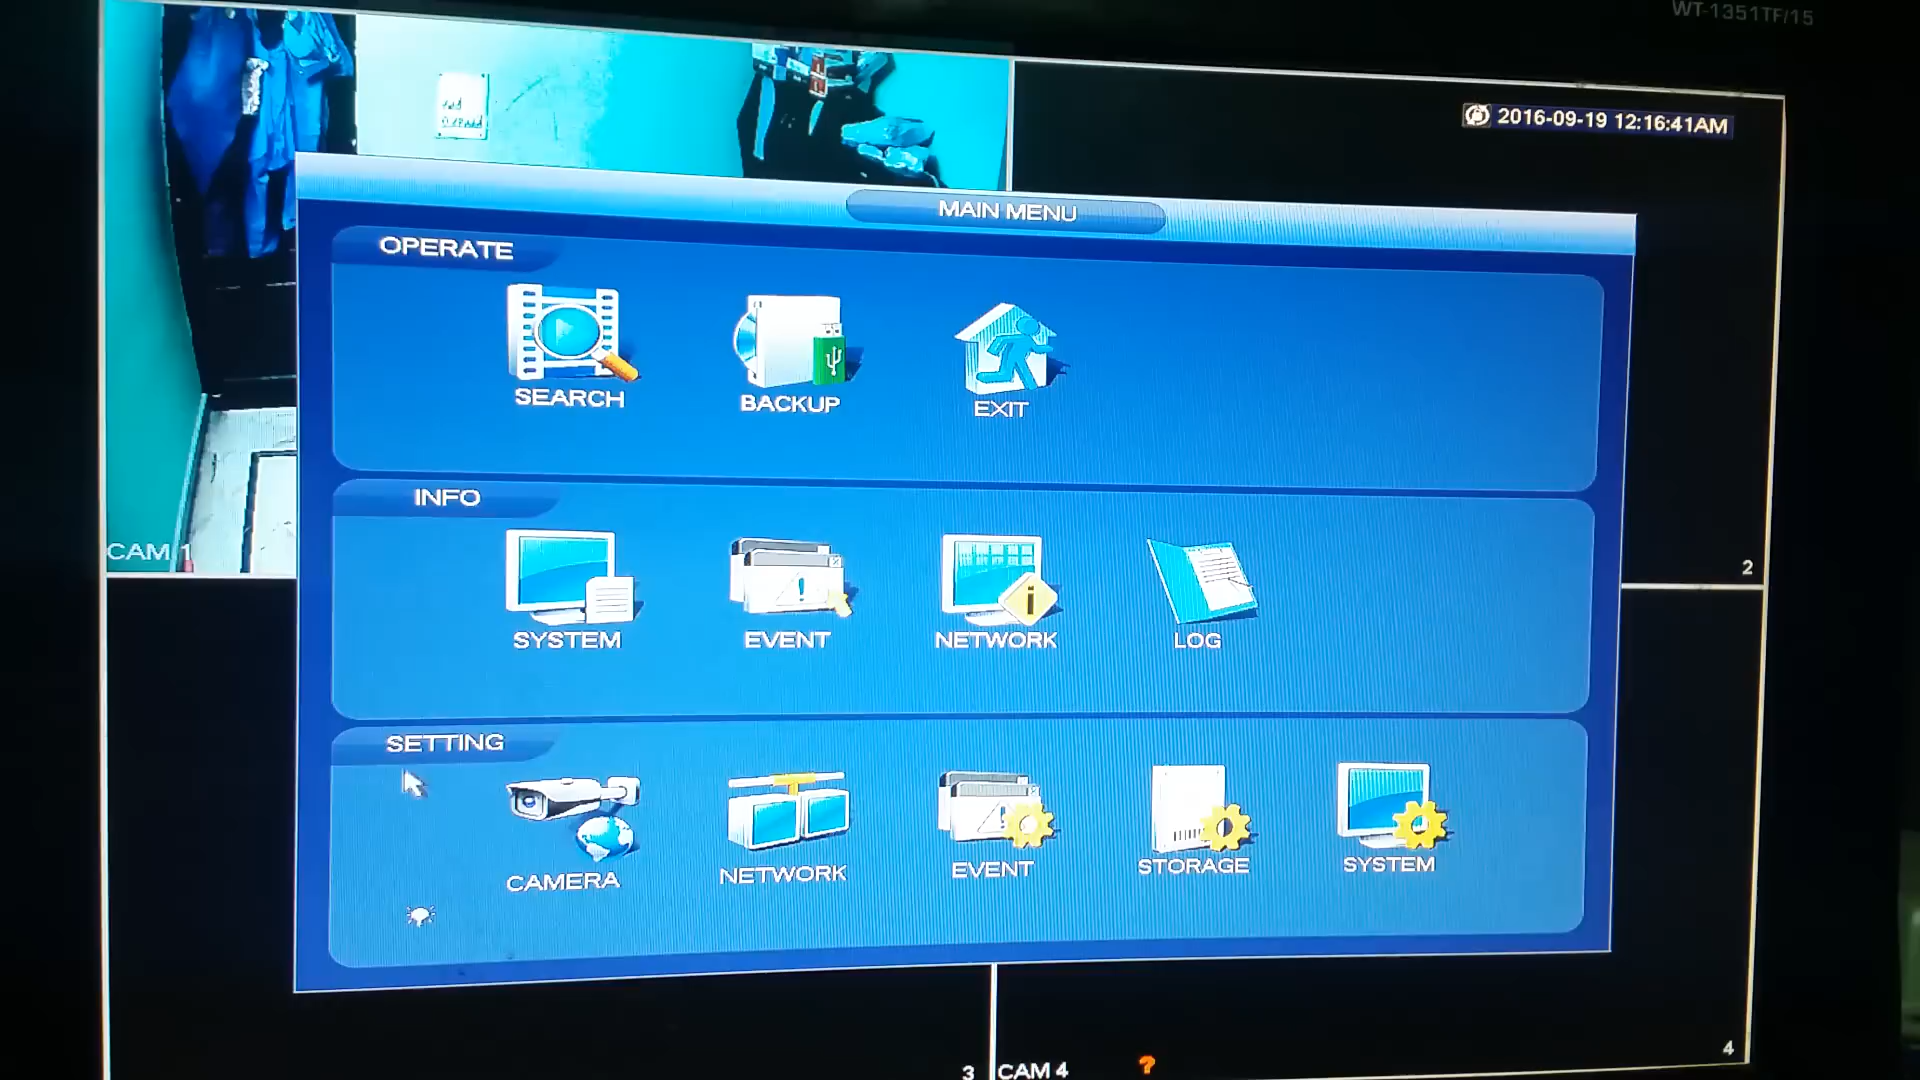 WT-1351TF/15
2016-09-19 12:16:41AM
MAIN MENU
OPERATE
SEARCH
BACKUP
EXIT
INFO
SYSTEM
EVENT
NETWORK
LOG
SETTING
CAMERA
NETWORK
EVENT
STORAGE
SYSTEM
CAM 1
2
3
CAM 4
?
4